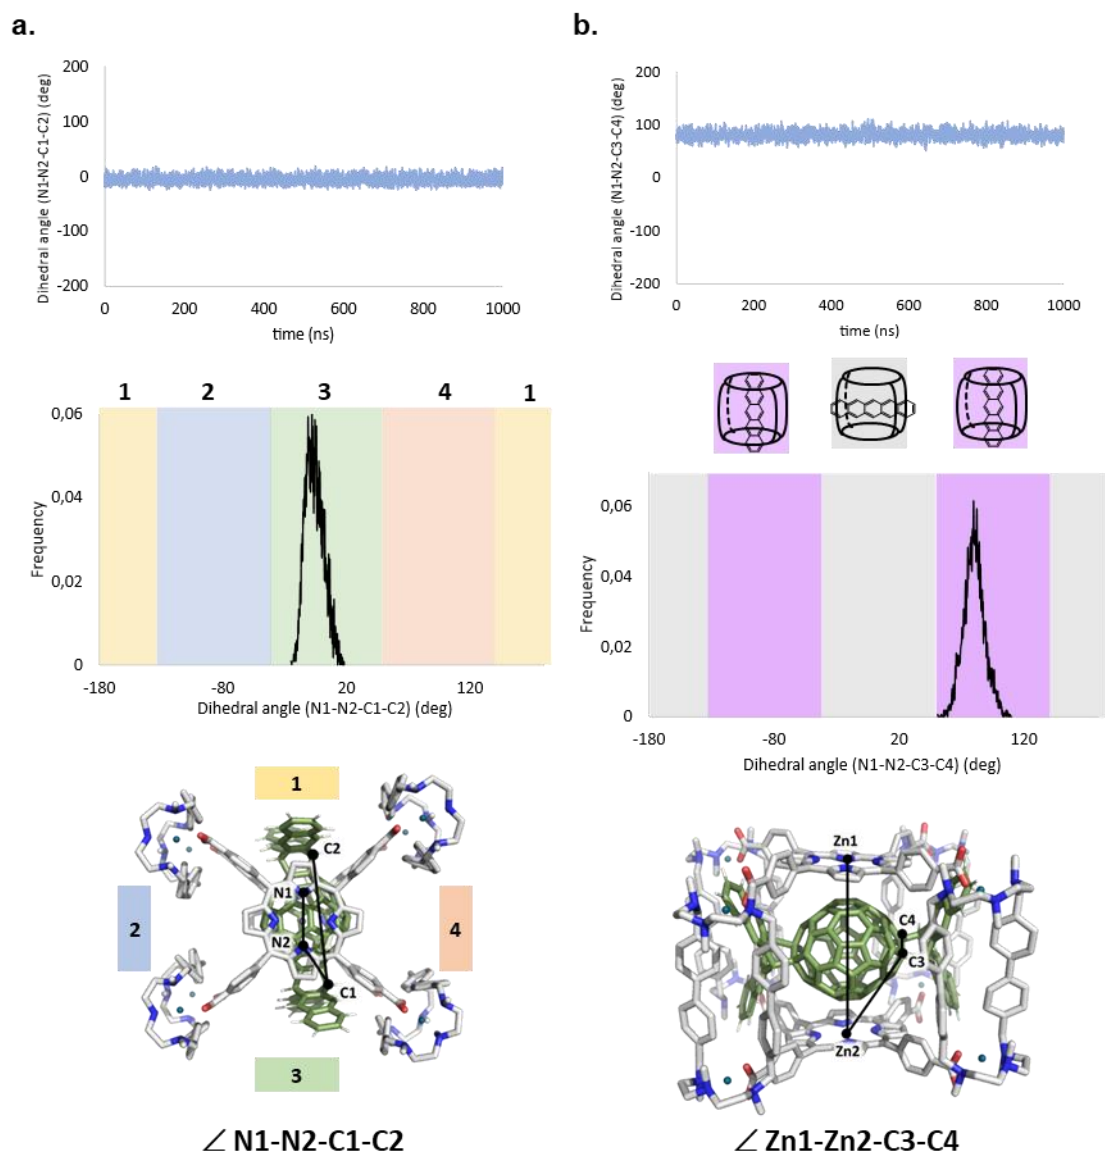 a.
200
100
0
-100
-200
Dihedral angle (N1-N2-C1-C2) (deg)
0 200 400 600 800 1000
time (ns)
1 2 3 4 1
0,06
0,04
0,02
0
Frequency
-180 -80 20 120
Dihedral angle (N1-N2-C1-C2) (deg)
1
C2
N1
2
4
N2
C1
3
∠ N1-N2-C1-C2
b.
200
100
0
-100
-200
Dihedral angle (N1-N2-C3-C4) (deg)
0 200 400 600 800 1000
time (ns)
0,06
0,04
0,02
0
Frequency
-180 -80 20 120
Dihedral angle (N1-N2-C3-C4) (deg)
Zn1
C4
C3
Zn2
∠ Zn1-Zn2-C3-C4